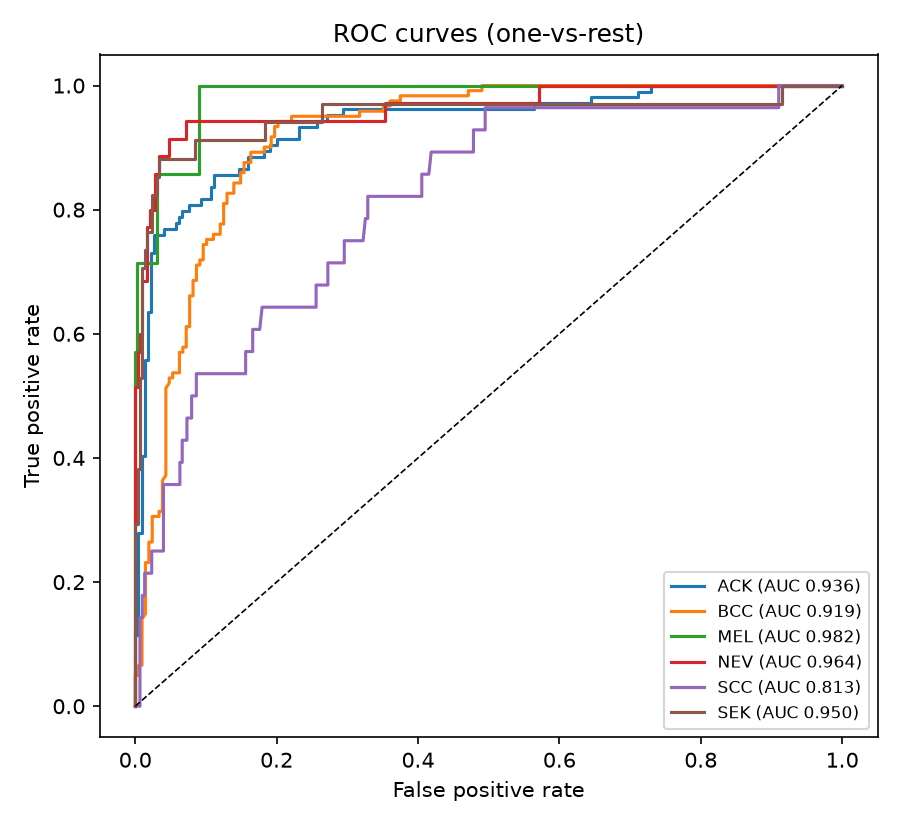 ROC curves (one-vs-rest)
True positive rate
1.0
0.8
0.6
0.4
0.2
0.0
ACK (AUC 0.936)
BCC (AUC 0.919)
MEL (AUC 0.982)
NEV (AUC 0.964)
SCC (AUC 0.813)
SEK (AUC 0.950)
0.0 0.2 0.4 0.6 0.8 1.0
False positive rate